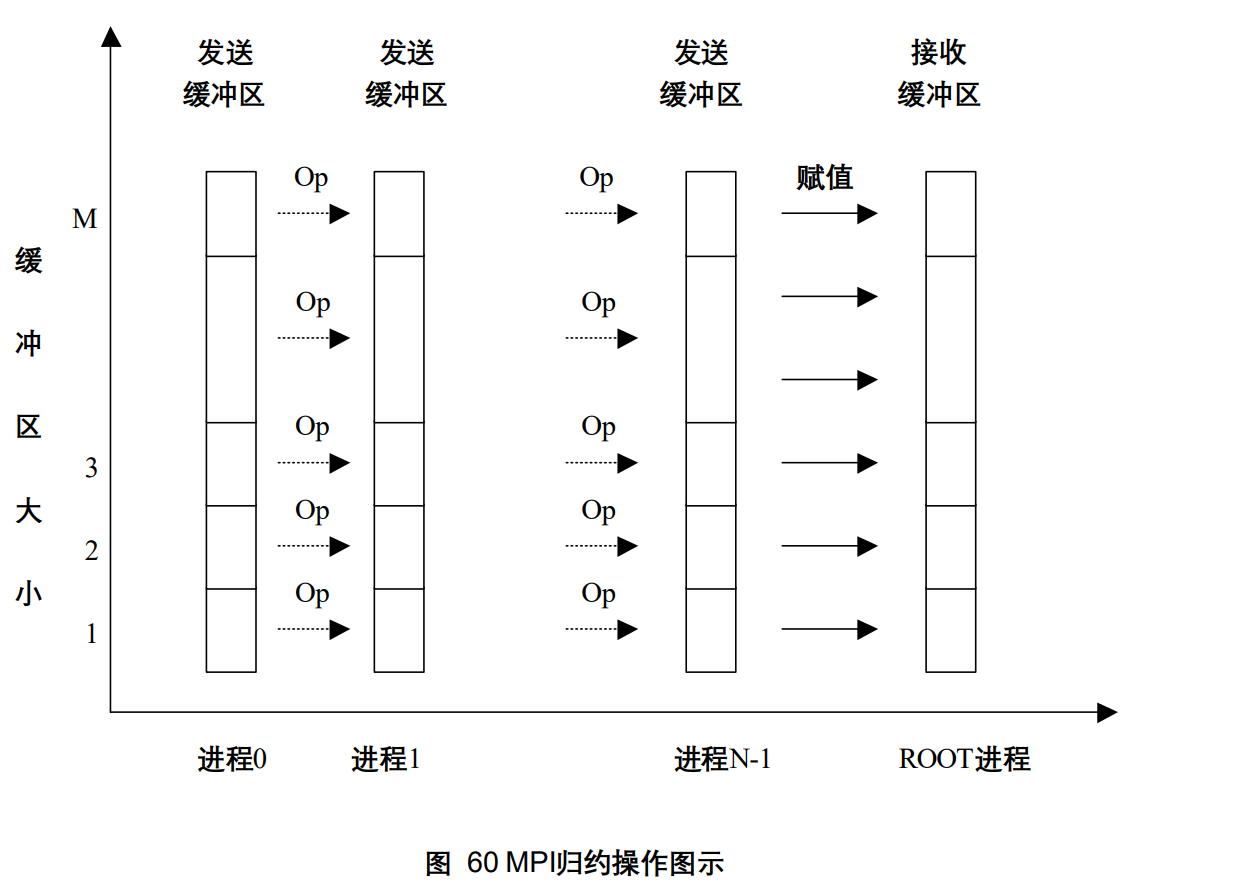 发送 发送 发送 接收
缓冲区 缓冲区 缓冲区 缓冲区
Op Op 赋值
M
Op Op
Op Op
3
Op Op
2
Op Op
1
缓冲区大小
进程0 进程1 进程N-1 ROOT进程
图 60 MPI归约操作图示